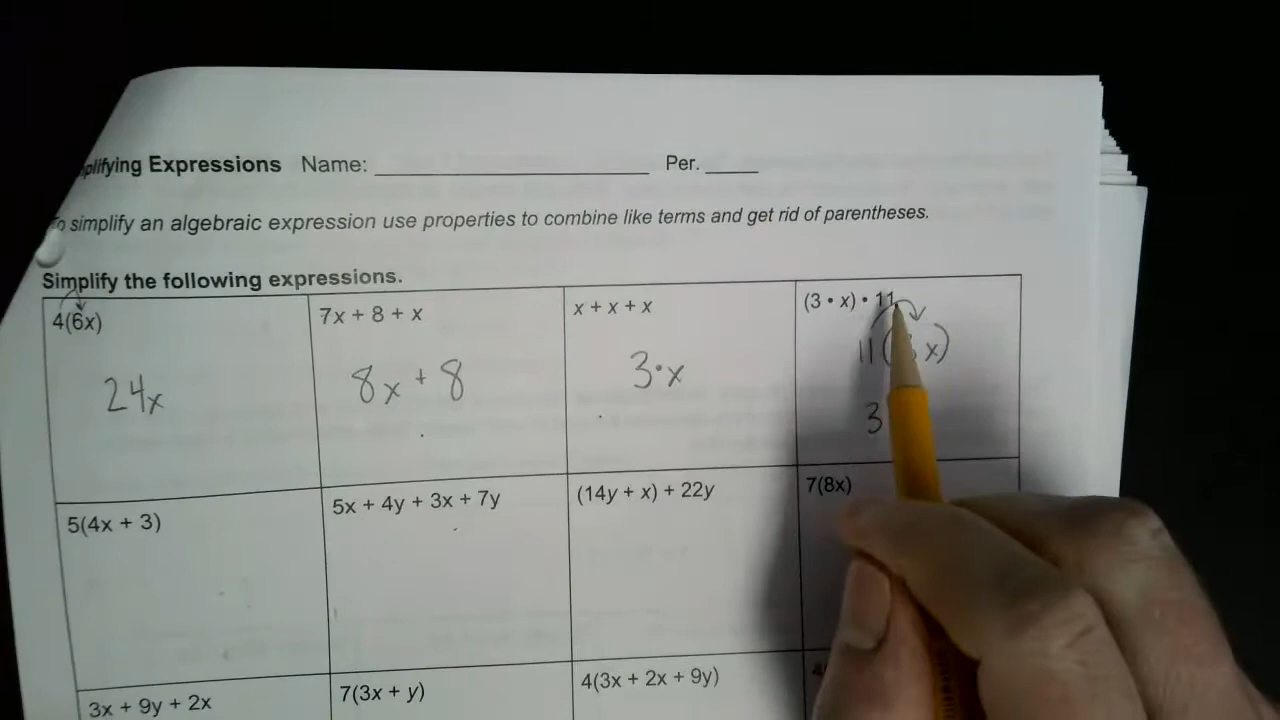 Expressions Name: Per.
simplify an algebraic expression use properties to combine like terms and get rid of parentheses.
Simplify the following expressions.
4(6x) 7x + 8 + x x + x + x (3 • x) • 11
24x 8x + 8 3·x 11( x)
3
5(4x + 3) 5x + 4y + 3x + 7y (14y + x) + 22y 7(8x)
3x + 9y + 2x 7(3x + y) 4(3x + 2x + 9y)